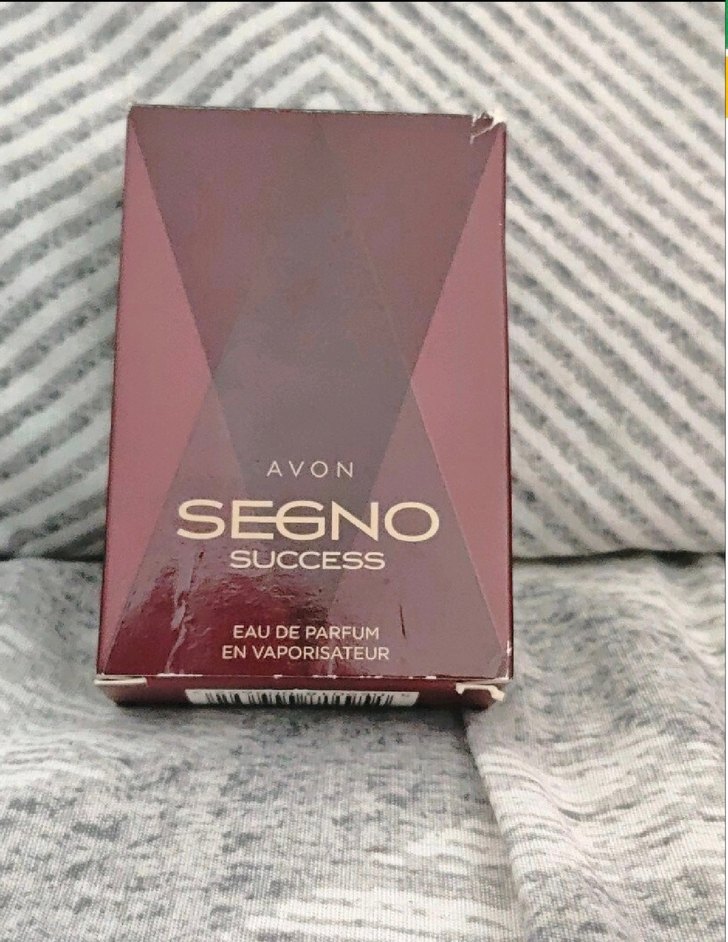 AVON
SEGNO
SUCCESS
EAU DE PARFUM
EN VAPORISATEUR